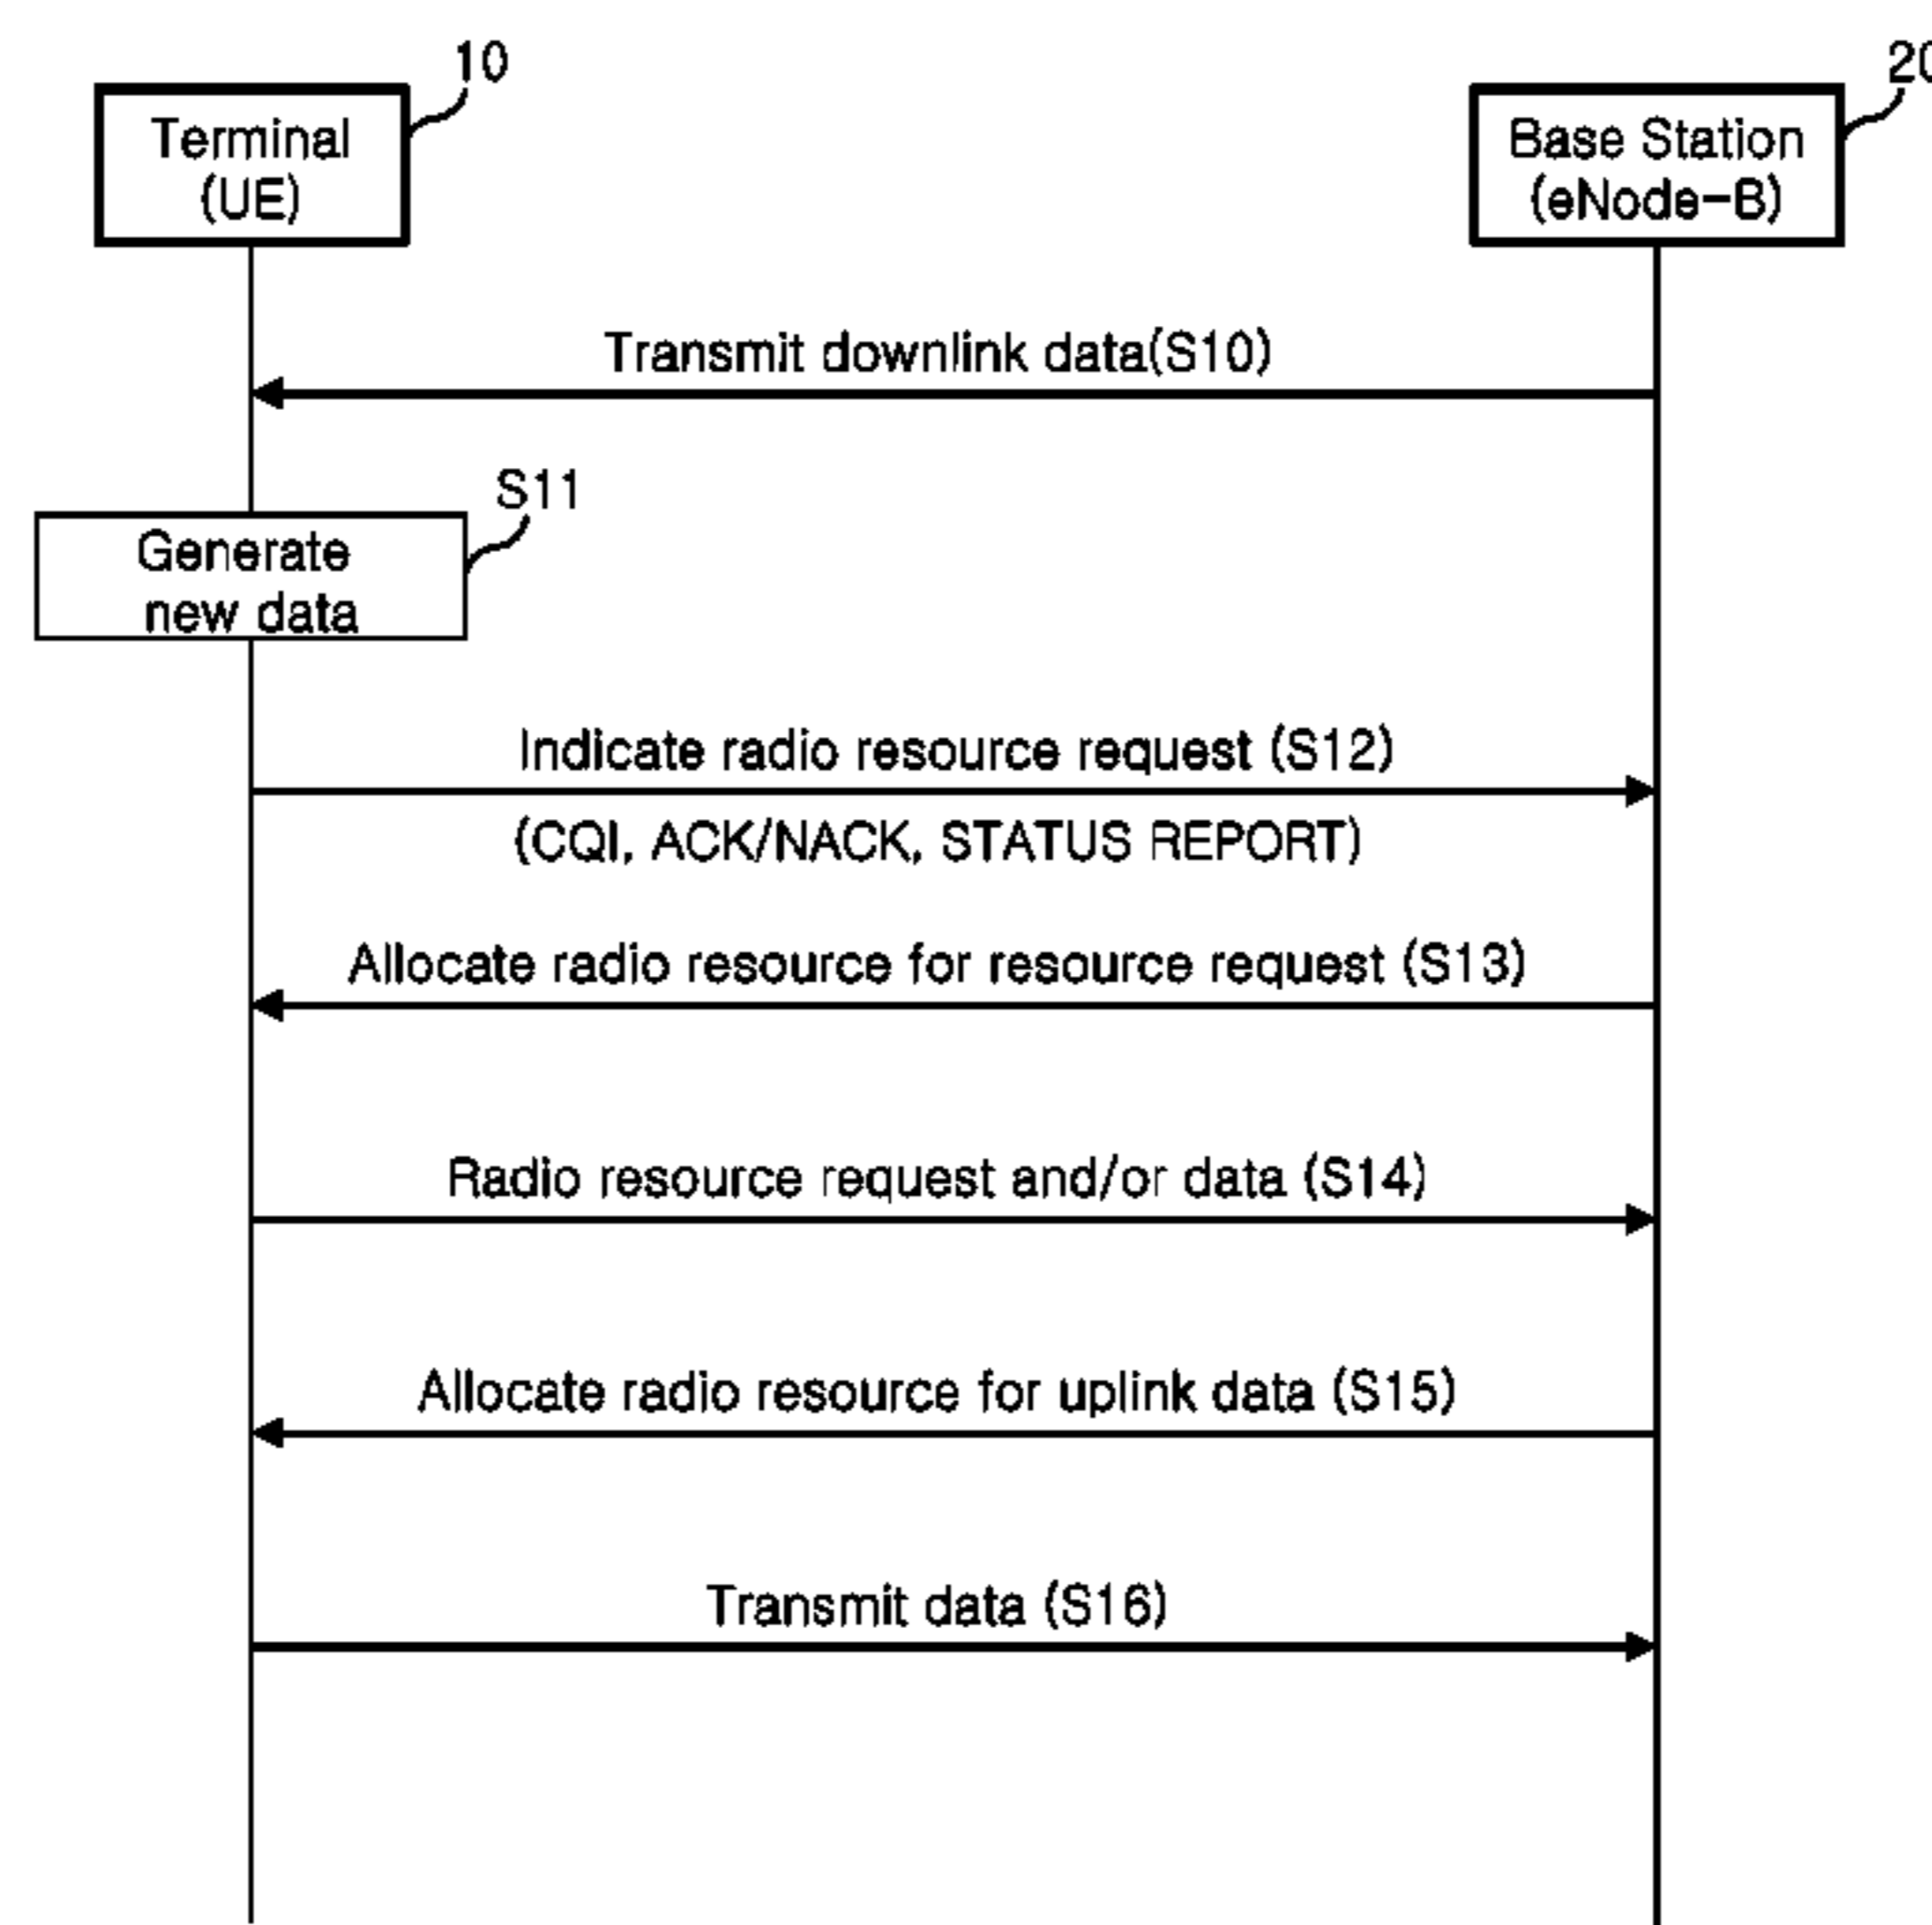 10
20
Terminal
(UE)
Base Station
(eNode-B)
Transmit downlink data(S10)
S11
Generate
new data
Indicate radio resource request (S12)
(CQI, ACK/NACK, STATUS REPORT)
Allocate radio resource for resource request (S13)
Radio resource request and/or data (S14)
Allocate radio resource for uplink data (S15)
Transmit data (S16)